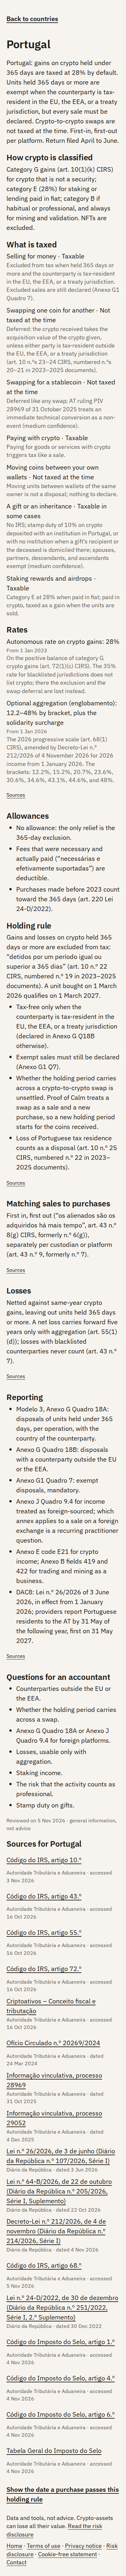 Back to countries
Portugal
Portugal: gains on crypto held under
365 days are taxed at 28% by default.
Units held 365 days or more are
exempt when the counterparty is tax-
resident in the EU, the EEA, or a treaty
jurisdiction, but every sale must be
declared. Crypto-to-crypto swaps are
not taxed at the time. First-in, first-out
per platform. Return filed April to June.
How crypto is classified
Category G gains (art. 10(1)(k) CIRS)
for crypto that is not a security;
category E (28%) for staking or
lending paid in fiat; category B if
habitual or professional, and always
for mining and validation. NFTs are
excluded.
What is taxed
Selling for money · Taxable
Excluded from tax when held 365 days or
more and the counterparty is tax-resident
in the EU, the EEA, or a treaty jurisdiction.
Excluded sales are still declared (Anexo G1
Quadro 7).
Swapping one coin for another · Not
taxed at the time
Deferred: the crypto received takes the
acquisition value of the crypto given,
unless either party is tax-resident outside
the EU, the EEA, or a treaty jurisdiction
(art. 10 n.ºs 23–24 CIRS, numbered n.ºs
20–21 in 2023–2025 documents).
Swapping for a stablecoin · Not taxed
at the time
Deferred like any swap; AT ruling PIV
28969 of 31 October 2025 treats an
immediate technical conversion as a non-
event (medium confidence).
Paying with crypto · Taxable
Paying for goods or services with crypto
triggers tax like a sale.
Moving coins between your own
wallets · Not taxed at the time
Moving units between wallets of the same
owner is not a disposal; nothing to declare.
A gift or an inheritance · Taxable in
some cases
No IRS; stamp duty of 10% on crypto
deposited with an institution in Portugal, or
with no institution when a gift's recipient or
the deceased is domiciled there; spouses,
partners, descendants, and ascendants
exempt (medium confidence).
Staking rewards and airdrops ·
Taxable
Category E at 28% when paid in fiat; paid in
crypto, taxed as a gain when the units are
sold.
Rates
Autonomous rate on crypto gains: 28%
From 1 Jan 2023
On the positive balance of category G
crypto gains (art. 72(1)(c) CIRS). The 35%
rate for blacklisted jurisdictions does not
list crypto; there the exclusion and the
swap deferral are lost instead.
Optional aggregation (englobamento):
12.2–48% by bracket, plus the
solidarity surcharge
From 1 Jan 2026
The 2026 progressive scale (art. 68(1)
CIRS), amended by Decreto-Lei n.º
212/2026 of 4 November 2026 for 2026
income from 1 January 2026. The
brackets: 12.2%, 15.2%, 20.7%, 23.6%,
30.6%, 34.6%, 43.1%, 44.6%, and 48%.
Sources
Allowances
• No allowance: the only relief is the
365-day exclusion.
• Fees that were necessary and
actually paid ("necessárias e
efetivamente suportadas") are
deductible.
• Purchases made before 2023 count
toward the 365 days (art. 220 Lei
24-D/2022).
Holding rule
Gains and losses on crypto held 365
days or more are excluded from tax:
"detidos por um período igual ou
superior a 365 dias" (art. 10 n.º 22
CIRS, numbered n.º 19 in 2023–2025
documents). A unit bought on 1 March
2026 qualifies on 1 March 2027.
• Tax-free only when the
counterparty is tax-resident in the
EU, the EEA, or a treaty jurisdiction
(declared in Anexo G Q18B
otherwise).
• Exempt sales must still be declared
(Anexo G1 Q7).
• Whether the holding period carries
across a crypto-to-crypto swap is
unsettled. Proof of Calm treats a
swap as a sale and a new
purchase, so a new holding period
starts for the coins received.
• Loss of Portuguese tax residence
counts as a disposal (art. 10 n.º 25
CIRS, numbered n.º 22 in 2023–
2025 documents).
Sources
Matching sales to purchases
First in, first out ("os alienados são os
adquiridos há mais tempo", art. 43 n.º
8(g) CIRS, formerly n.º 6(g)),
separately per custodian or platform
(art. 43 n.º 9, formerly n.º 7).
Sources
Losses
Netted against same-year crypto
gains, leaving out units held 365 days
or more. A net loss carries forward five
years only with aggregation (art. 55(1)
(d)); losses with blacklisted
counterparties never count (art. 43 n.º
7).
Sources
Reporting
• Modelo 3, Anexo G Quadro 18A:
disposals of units held under 365
days, per operation, with the
country of the counterparty.
• Anexo G Quadro 18B: disposals
with a counterparty outside the EU
or the EEA.
• Anexo G1 Quadro 7: exempt
disposals, mandatory.
• Anexo J Quadro 9.4 for income
treated as foreign-sourced; which
annex applies to a sale on a foreign
exchange is a recurring practitioner
question.
• Anexo E code E21 for crypto
income; Anexo B fields 419 and
422 for trading and mining as a
business.
• DAC8: Lei n.º 26/2026 of 3 June
2026, in effect from 1 January
2026; providers report Portuguese
residents to the AT by 31 May of
the following year, first on 31 May
2027.
Sources
Questions for an accountant
• Counterparties outside the EU or
the EEA.
• Whether the holding period carries
across a swap.
• Anexo G Quadro 18A or Anexo J
Quadro 9.4 for foreign platforms.
• Losses, usable only with
aggregation.
• Staking income.
• The risk that the activity counts as
professional.
• Stamp duty on gifts.
Reviewed on 5 Nov 2026 · general information,
not advice
Sources for Portugal
Código do IRS, artigo 10.º
Autoridade Tributária e Aduaneira · accessed
3 Nov 2026
Código do IRS, artigo 43.º
Autoridade Tributária e Aduaneira · accessed
16 Oct 2026
Código do IRS, artigo 55.º
Autoridade Tributária e Aduaneira · accessed
16 Oct 2026
Código do IRS, artigo 72.º
Autoridade Tributária e Aduaneira · accessed
16 Oct 2026
Criptoativos – Conceito fiscal e
tributação
Autoridade Tributária e Aduaneira · accessed
16 Oct 2026
Ofício Circulado n.º 20269/2024
Autoridade Tributária e Aduaneira · dated
24 Mar 2024
Informação vinculativa, processo
28969
Autoridade Tributária e Aduaneira · dated
31 Oct 2025
Informação vinculativa, processo
29052
Autoridade Tributária e Aduaneira · dated
4 Dec 2025
Lei n.º 26/2026, de 3 de junho (Diário
da República n.º 107/2026, Série I)
Diário da República · dated 3 Jun 2026
Lei n.º 64-B/2026, de 22 de outubro
(Diário da República n.º 205/2026,
Série I, Suplemento)
Diário da República · dated 22 Oct 2026
Decreto-Lei n.º 212/2026, de 4 de
novembro (Diário da República n.º
214/2026, Série I)
Diário da República · dated 4 Nov 2026
Código do IRS, artigo 68.º
Autoridade Tributária e Aduaneira · accessed
5 Nov 2026
Lei n.º 24-D/2022, de 30 de dezembro
(Diário da República n.º 251/2022,
Série I, 2.º Suplemento)
Diário da República · dated 30 Dec 2022
Código do Imposto do Selo, artigo 1.º
Autoridade Tributária e Aduaneira · accessed
4 Nov 2026
Código do Imposto do Selo, artigo 4.º
Autoridade Tributária e Aduaneira · accessed
4 Nov 2026
Código do Imposto do Selo, artigo 6.º
Autoridade Tributária e Aduaneira · accessed
4 Nov 2026
Tabela Geral do Imposto do Selo
Autoridade Tributária e Aduaneira · accessed
4 Nov 2026
Show the date a purchase passes this
holding rule
Data and tools, not advice. Crypto-assets
can lose all their value. Read the risk
disclosure
Home · Terms of use · Privacy notice · Risk
disclosure · Cookie-free statement ·
Contact